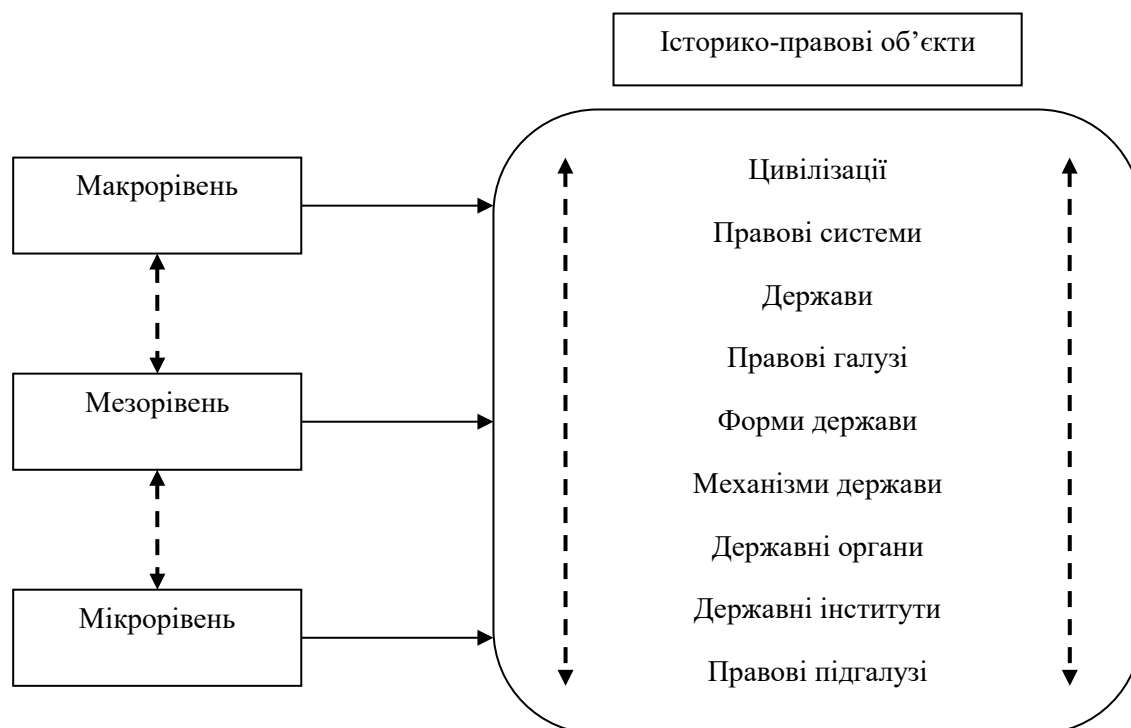 Історико-правові об’єкти
Макрорівень
Мезорівень
Мікрорівень
Цивілізації
Правові системи
Держави
Правові галузі
Форми держави
Механізми держави
Державні органи
Державні інститути
Правові підгалузі